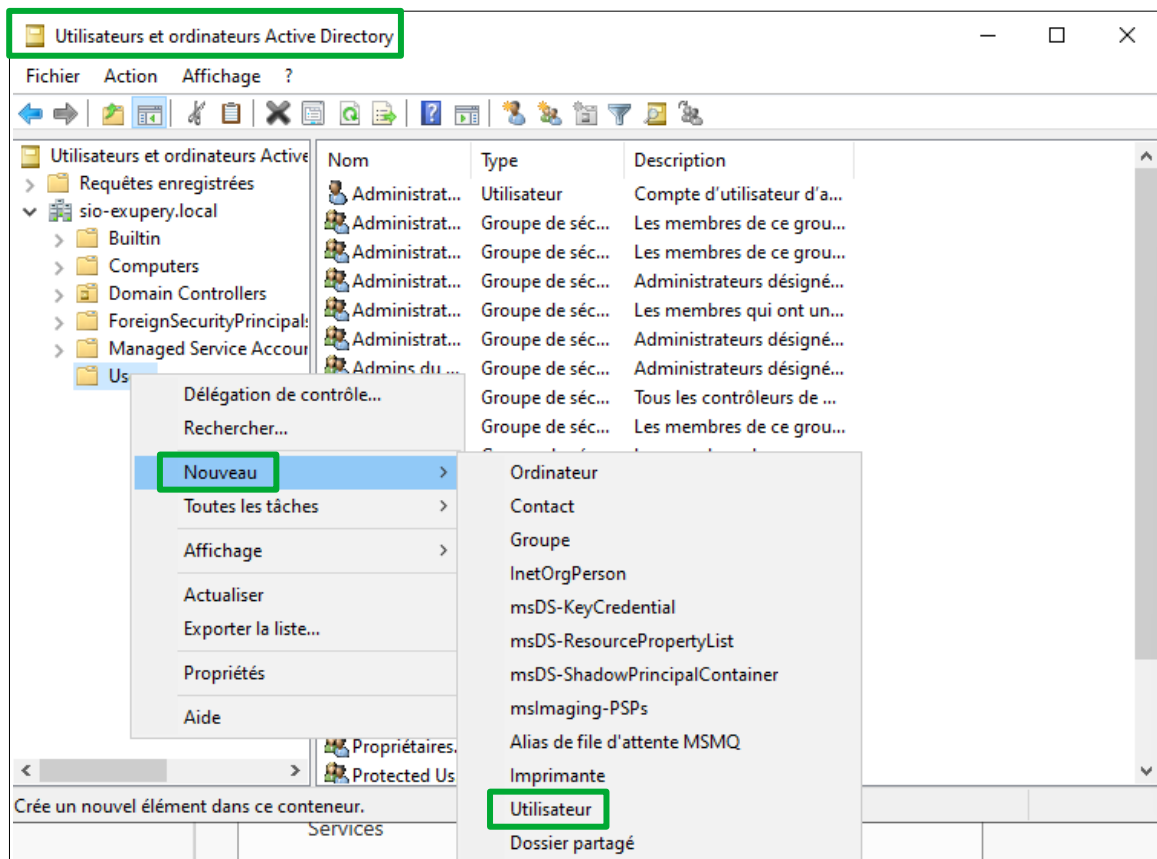 Utilisateurs et ordinateurs Active Directory
Fichier Action Affichage ?
Utilisateurs et ordinateurs Active
Requêtes enregistrées
sio-exupery.local
Builtin
Computers
Domain Controllers
ForeignSecurityPrincipals
Managed Service Accour
Us
Nom Type Description
Administrat... Utilisateur Compte d'utilisateur d'a...
Administrat... Groupe de séc... Les membres de ce grou...
Administrat... Groupe de séc... Les membres de ce grou...
Administrat... Groupe de séc... Administrateurs désigné...
Administrat... Groupe de séc... Les membres qui ont un...
Administrat... Groupe de séc... Administrateurs désigné...
Admins du ... Groupe de séc... Administrateurs désigné...
Groupe de séc... Tous les contrôleurs de ...
Groupe de séc... Les membres de ce grou...
Délégation de contrôle...
Rechercher...
Nouveau
Toutes les tâches
Affichage
Actualiser
Exporter la liste...
Propriétés
Aide
Ordinateur
Contact
Groupe
InetOrgPerson
msDS-KeyCredential
msDS-ResourcePropertyList
msDS-ShadowPrincipalContainer
msImaging-PSPs
Alias de file d'attente MSMQ
Imprimante
Utilisateur
Dossier partagé
Propriétaires.
Protected Us
Crée un nouvel élément dans ce conteneur.
Services